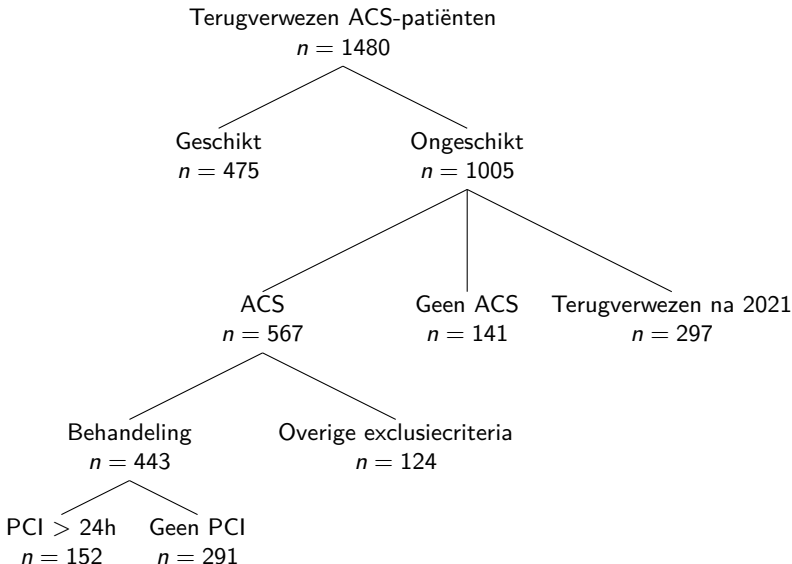 Terugverwezen ACS-patiënten
n = 1480
Geschikt
n = 475
Ongeschikt
n = 1005
ACS
n = 567
Geen ACS
n = 141
Terugverwezen na 2021
n = 297
Behandeling
n = 443
Overige exclusiecriteria
n = 124
PCI > 24h
n = 152
Geen PCI
n = 291